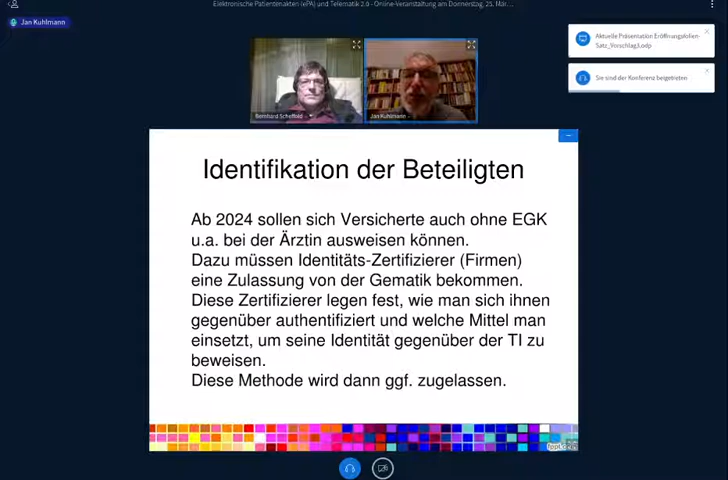 Elektronische Patientenakten (ePA) und Telematik 2.0 - Online-Veranstaltung am Donnerstag, 25. Mär...
Jan Kuhlmann
Aktuelle Präsentation Eröffnungsfolien-
Satz_Vorschlag3.odp
Sie sind der Konferenz beigetreten
Bernhard Scheffold
Jan Kuhlmann
Identifikation der Beteiligten
Ab 2024 sollen sich Versicherte auch ohne EGK
u.a. bei der Ärztin ausweisen können.
Dazu müssen Identitäts-Zertifizierer (Firmen)
eine Zulassung von der Gematik bekommen.
Diese Zertifizierer legen fest, wie man sich ihnen
gegenüber authentifiziert und welche Mittel man
einsetzt, um seine Identität gegenüber der TI zu
beweisen.
Diese Methode wird dann ggf. zugelassen.